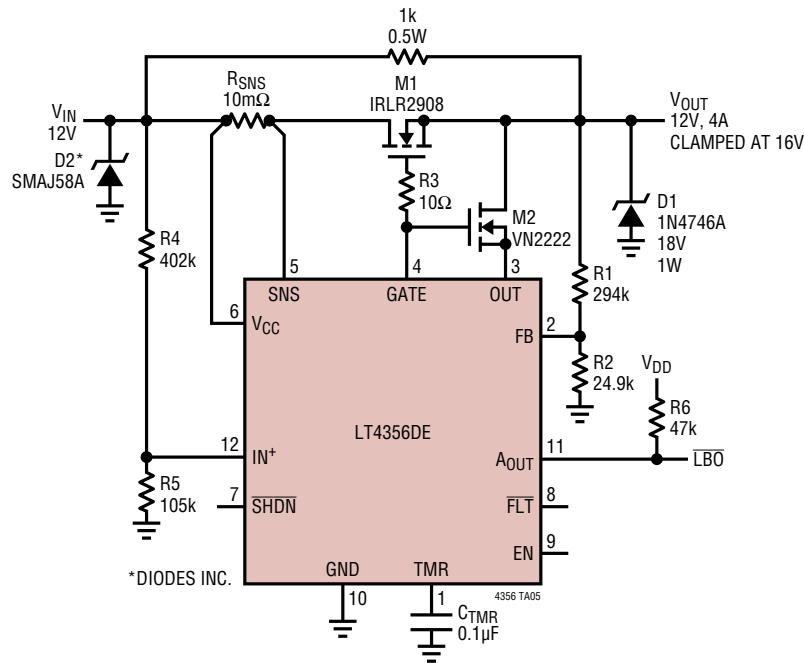 1k
0.5W
RSNS
10mΩ
M1
IRLR2908
VIN
12V
VOUT
12V, 4A
CLAMPED AT 16V
D2*
SMAJ58A
R3
10Ω
M2
VN2222
D1
1N4746A
18V
1W
R4
402k
5
4
3
R1
294k
SNS
GATE
OUT
6
VCC
FB
2
R2
24.9k
VDD
LT4356DE
R6
47k
12
IN+
AOUT
11
LBO
R5
105k
7
SHDN
FLT
8
EN
9
*DIODES INC.
GND
TMR
10
1
4356 TA05
CTMR
0.1µF